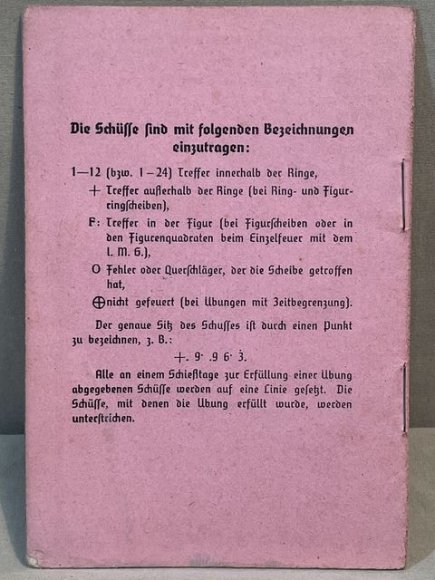 Die Schüsse sind mit folgenden Bezeichnungen
einzutragen:
1—12 (bzw. 1–24) Treffer innerhalb der Ringe,
+ Treffer außerhalb der Ringe (bei Ring- und Figur-
ringscheiben),
F: Treffer in der Figur (bei Figurscheiben oder in
den Figurenquadraten beim Einzelfeuer mit dem
l. M. G.),
O Fehler oder Querschläger, der die Scheibe getroffen
hat,
⊕ nicht gefeuert (bei Übungen mit Zeitbegrenzung).
Der genaue Sitz des Schusses ist durch einen Punkt
zu bezeichnen, z. B.:
+. 9· .9 6· 3̇.
Alle an einem Schießtage zur Erfüllung einer Übung
abgegebenen Schüsse werden auf eine Linie gesetzt. Die
Schüsse, mit denen die Übung erfüllt wurde, werden
unterstrichen.